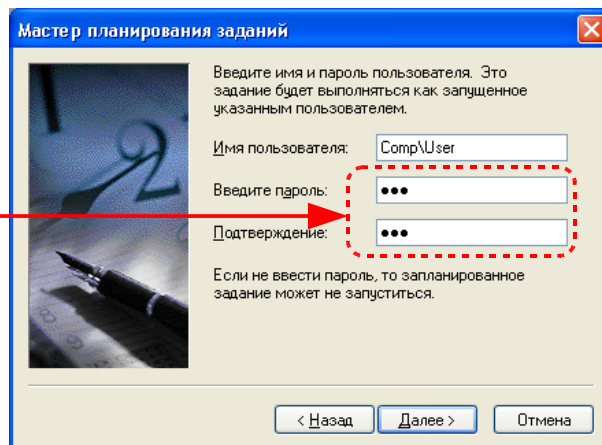 Мастер планирования заданий
Введите имя и пароль пользователя. Это
задание будет выполняться как запущенное
указанным пользователем.
Имя пользователя: Comp\User
Введите пароль: •••
Подтверждение: •••
Если не ввести пароль, то запланированное
задание может не запуститься.
< Назад Далее > Отмена